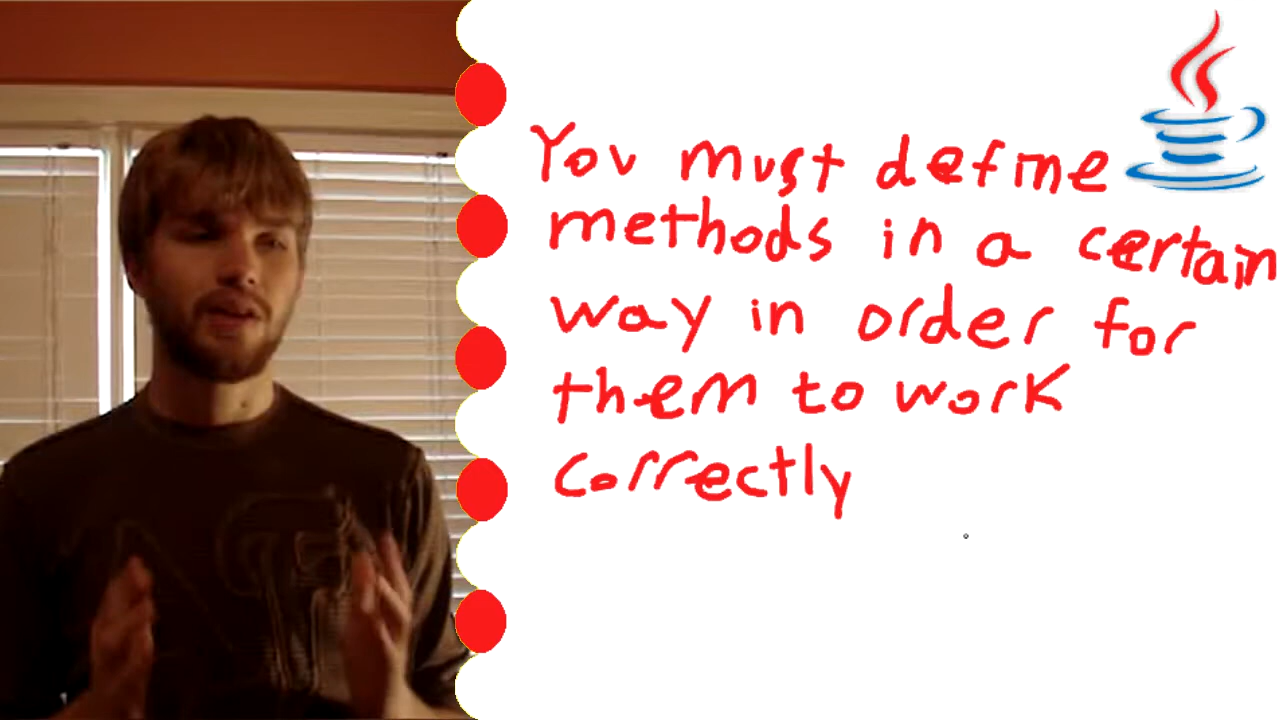 You must define
methods in a certain
way in order for
them to work
correctly